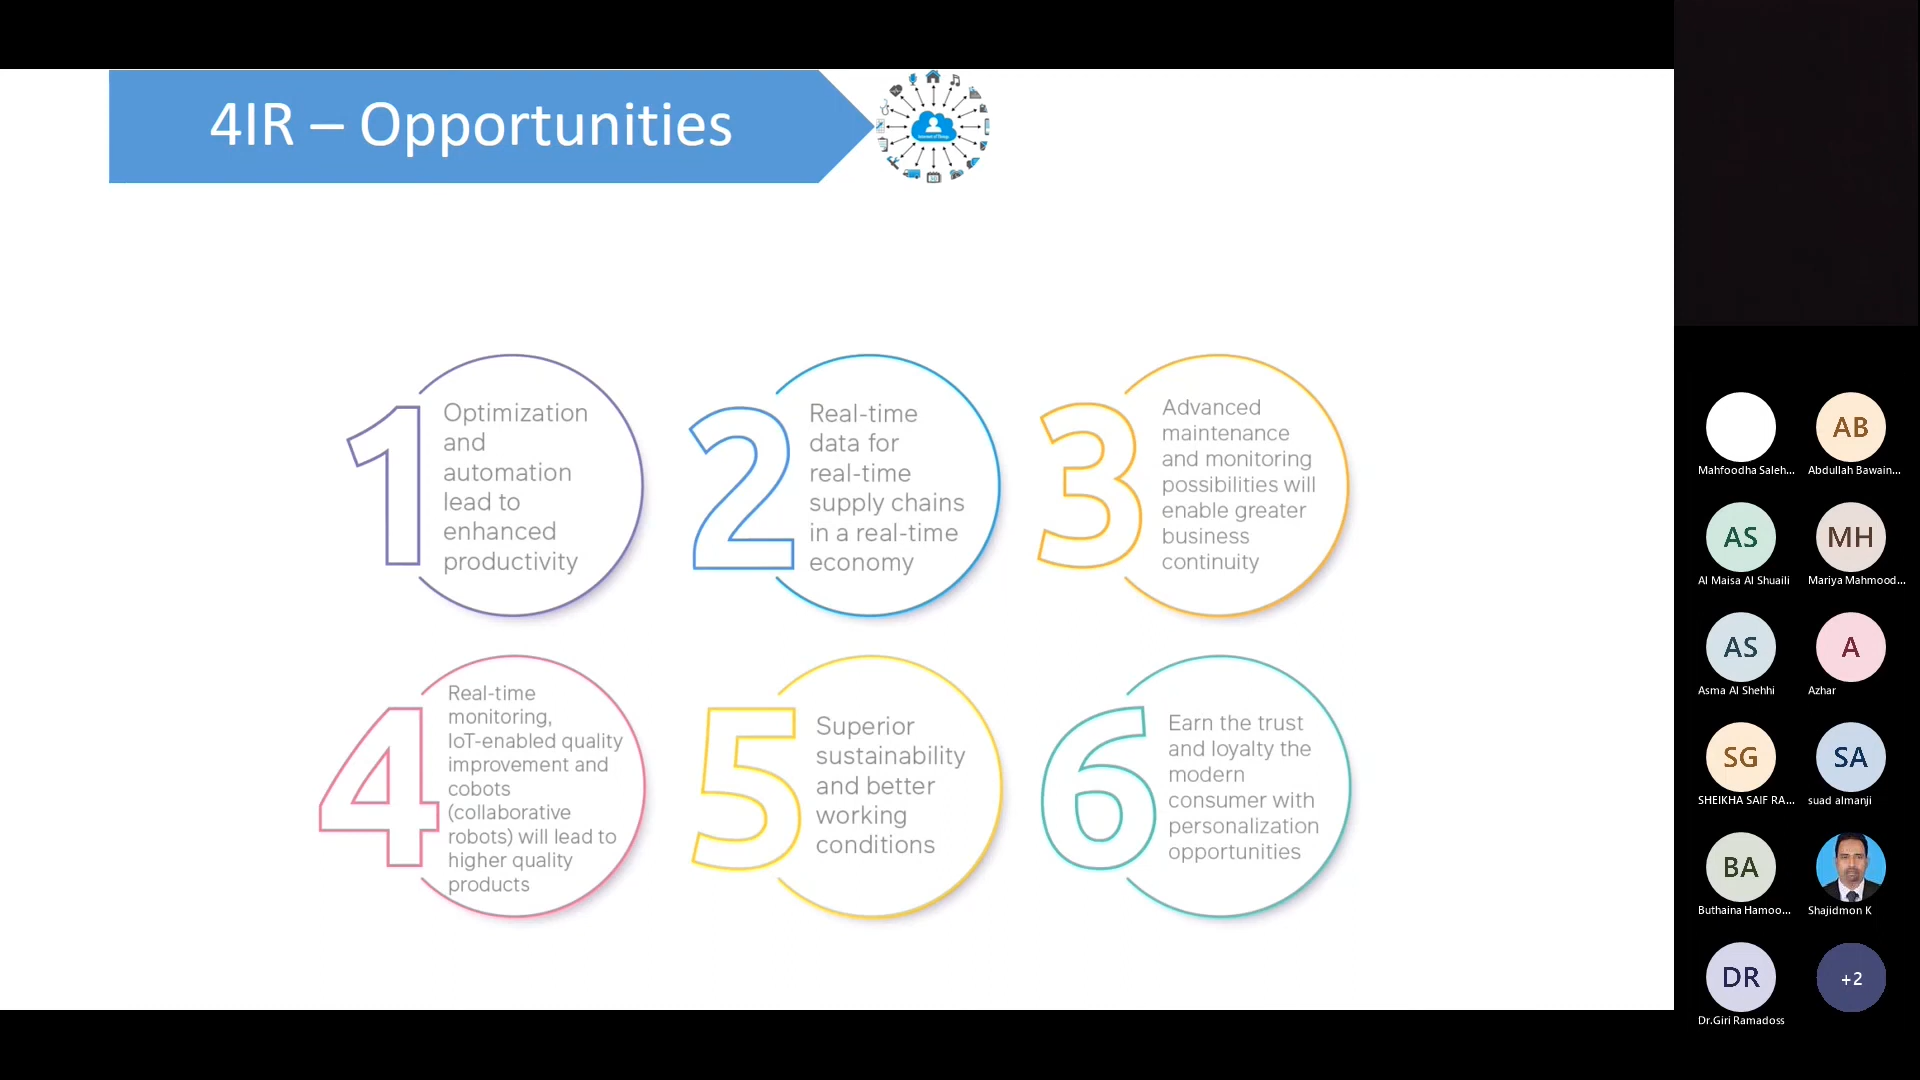 4IR – Opportunities
Internet of Things
1
Optimization
and
automation
lead to
enhanced
productivity
2
Real-time
data for
real-time
supply chains
in a real-time
economy
3
Advanced
maintenance
and monitoring
possibilities will
enable greater
business
continuity
4
Real-time
monitoring,
IoT-enabled quality
improvement and
cobots
(collaborative
robots) will lead to
higher quality
products
5
Superior
sustainability
and better
working
conditions
6
Earn the trust
and loyalty the
modern
consumer with
personalization
opportunities
Mahfoodha Saleh...
AB
Abdullah Bawain...
AS
Al Maisa Al Shuaili
MH
Mariya Mahmood...
AS
Asma Al Shehhi
A
Azhar
SG
SHEIKHA SAIF RA...
SA
suad almanji
BA
Buthaina Hamoo...
Shajidmon K
DR
Dr.Giri Ramadoss
+2